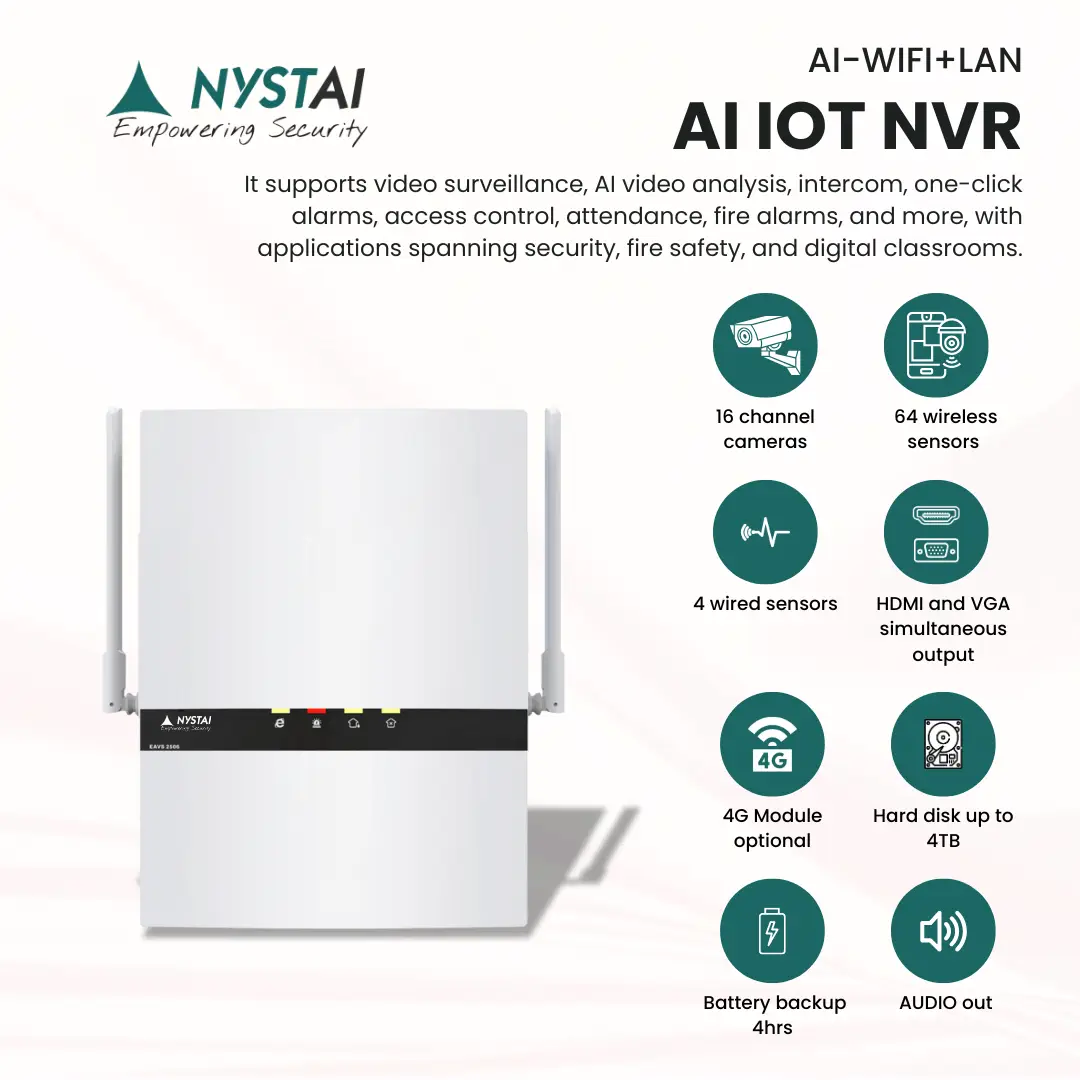 NYSTAI
Empowering Security
AI-WIFI+LAN
AI IOT NVR
It supports video surveillance, AI video analysis, intercom, one-click
alarms, access control, attendance, fire alarms, and more, with
applications spanning security, fire safety, and digital classrooms.
16 channel
cameras
64 wireless
sensors
4 wired sensors
HDMI and VGA
simultaneous
output
4G
4G Module
optional
Hard disk up to
4TB
Battery backup
4hrs
AUDIO out
NYSTAI
Empowering Security